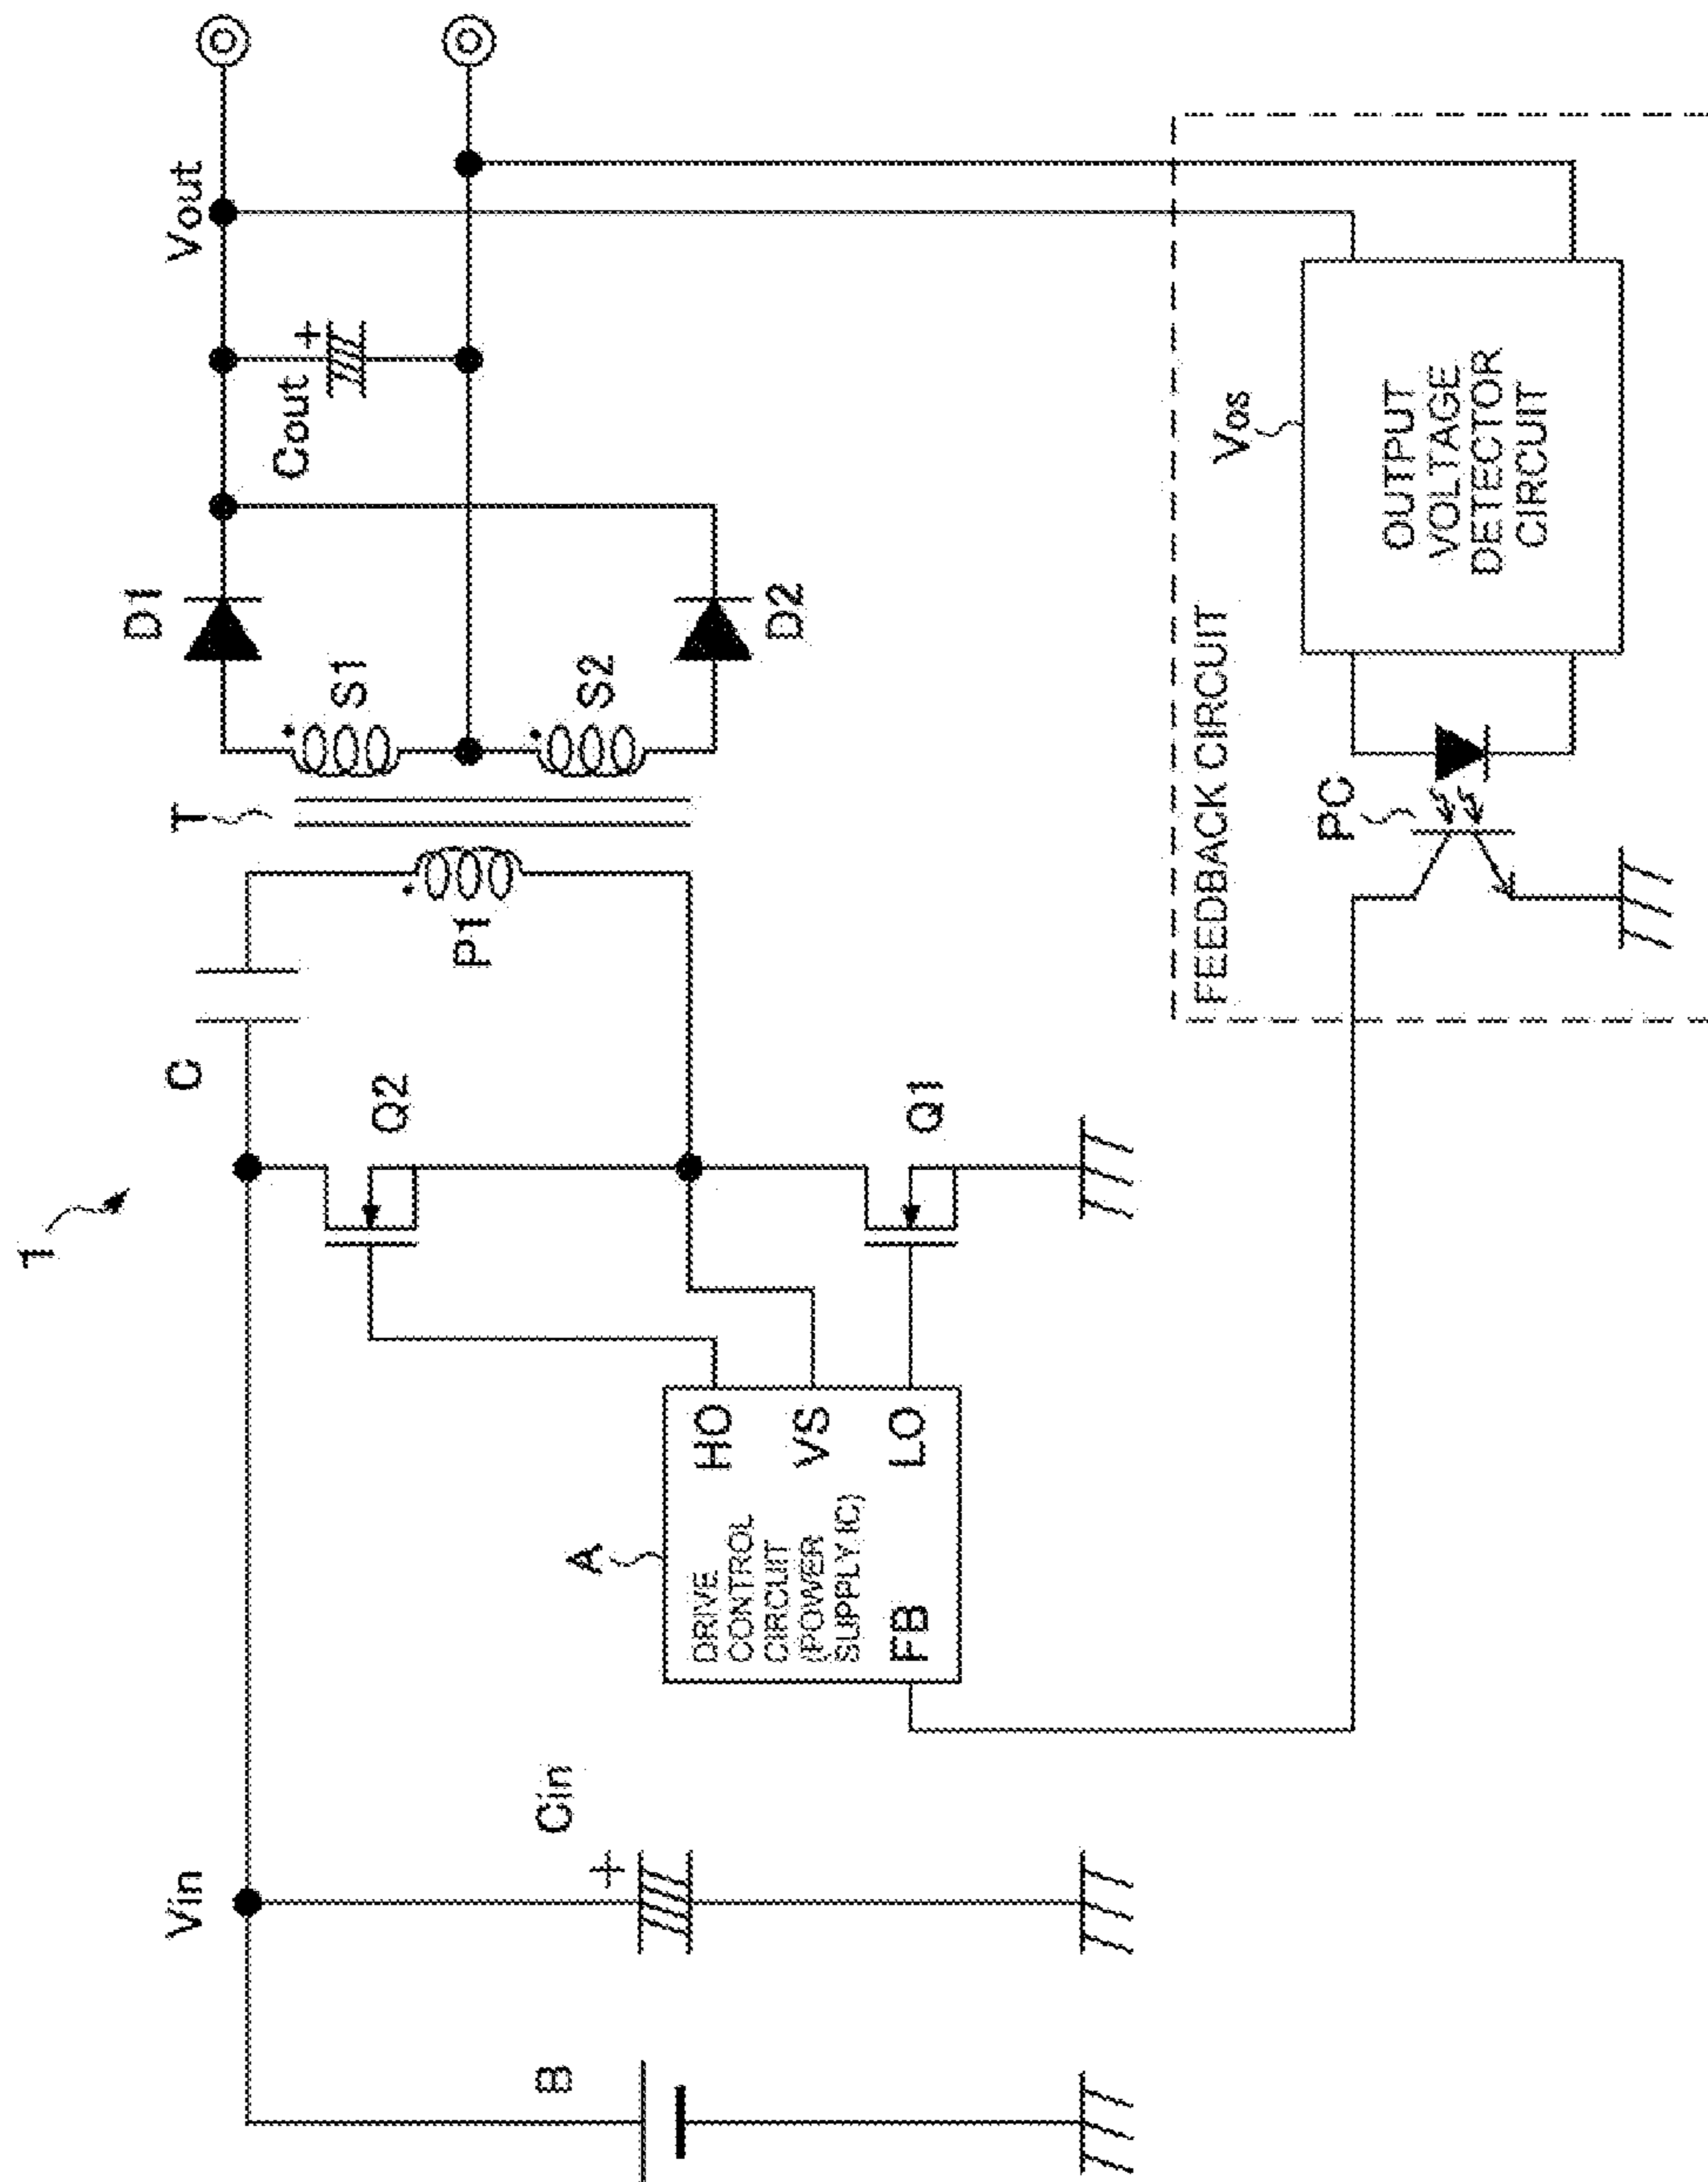 1
Vin
B
+
Cin
A
DRIVE
CONTROL
CIRCUIT
(POWER
SUPPLY IC)
HO
VS
LO
FB
Q2
Q1
C
P1
T
S1
S2
D1
D2
Cout
+
Vout
FEEDBACK CIRCUIT
PC
Vos
OUTPUT
VOLTAGE
DETECTOR
CIRCUIT